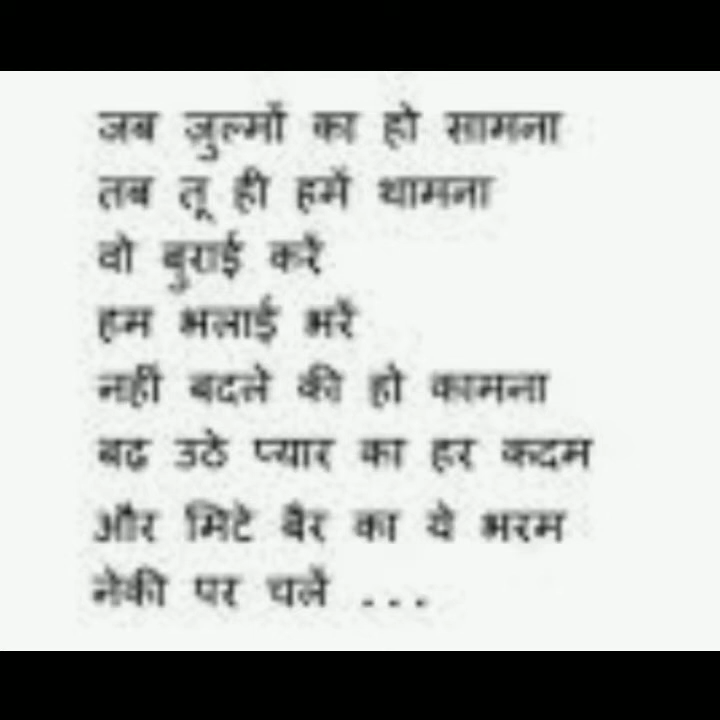 जब ज़ुल्मों का हो सामना
तब तू ही हमें थामना
वो बुराई करें
हम भलाई भरें
नहीं बदले की हो कामना
बढ़ उठे प्यार का हर कदम
और मिटे बैर का ये भरम
नेकी पर चलें ...